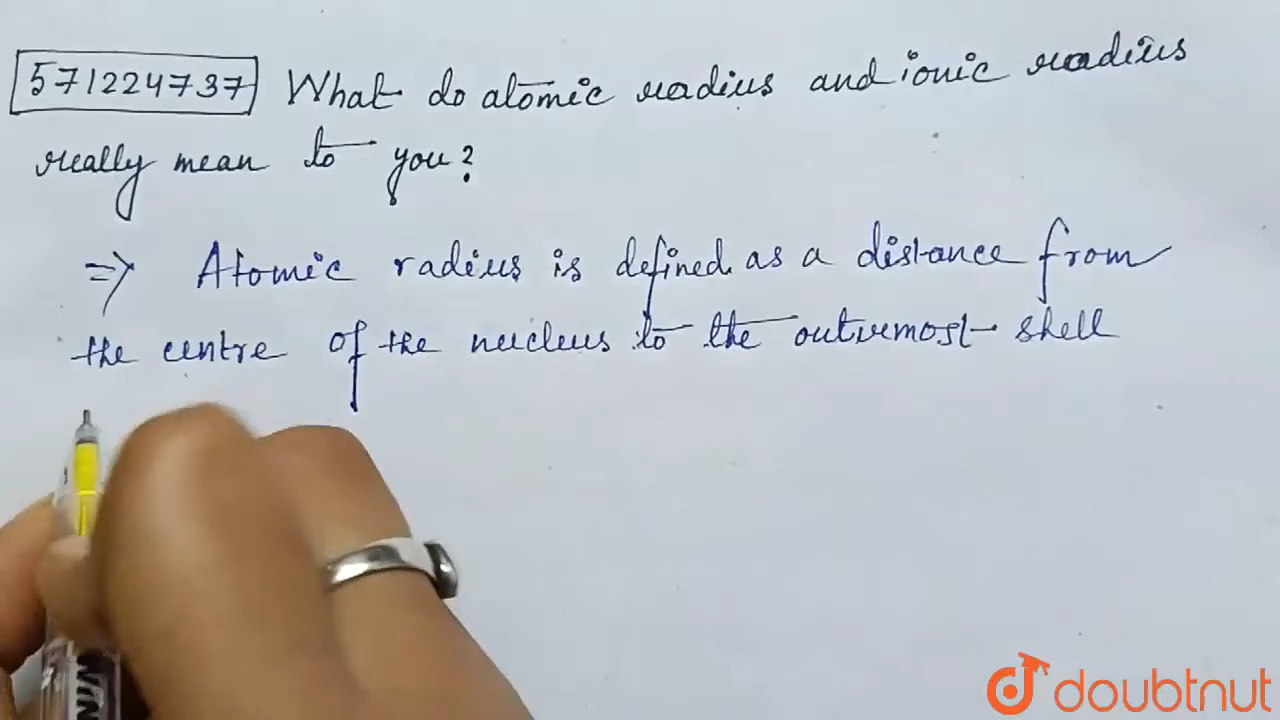 571224737 What do atomic radius and ionic radius
really mean to you?
⇒ Atomic radius is defined as a distance from
the centre of the nucleus to the outermost shell
doubtnut